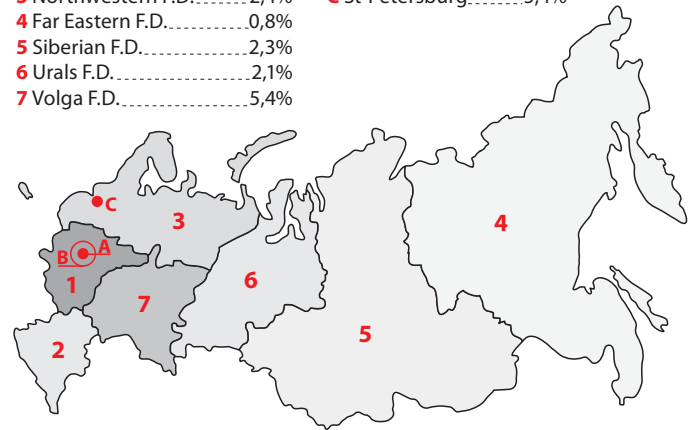 4 Far Eastern F.D. 0,8%
5 Siberian F.D. 2,3%
6 Urals F.D. 2,1%
7 Volga F.D. 5,4%
C
3
4
A
B
1
6
7
5
2